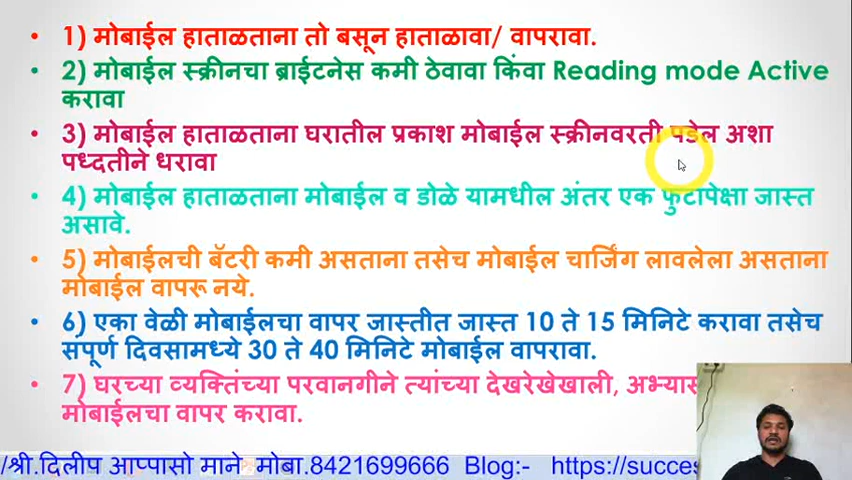 • 1) मोबाईल हाताळताना तो बसून हाताळावा/ वापरावा.
• 2) मोबाईल स्क्रीनचा ब्राईटनेस कमी ठेवावा किंवा Reading mode Active
करावा
• 3) मोबाईल हाताळताना घरातील प्रकाश मोबाईल स्क्रीनवरती पडेल अशा
पध्दतीने धरावा
• 4) मोबाईल हाताळताना मोबाईल व डोळे यामधील अंतर एक फुटापेक्षा जास्त
असावे.
• 5) मोबाईलची बॅटरी कमी असताना तसेच मोबाईल चार्जिंग लावलेला असताना
मोबाईल वापरू नये.
• 6) एका वेळी मोबाईलचा वापर जास्तीत जास्त 10 ते 15 मिनिटे करावा तसेच
संपूर्ण दिवसामध्ये 30 ते 40 मिनिटे मोबाईल वापरावा.
• 7) घरच्या व्यक्तिंच्या परवानगीने त्यांच्या देखरेखेखाली, अभ्यास
मोबाईलचा वापर करावा.
/श्री.दिलीप आप्पासो माने मोबा.8421699666 Blog:- https://succes